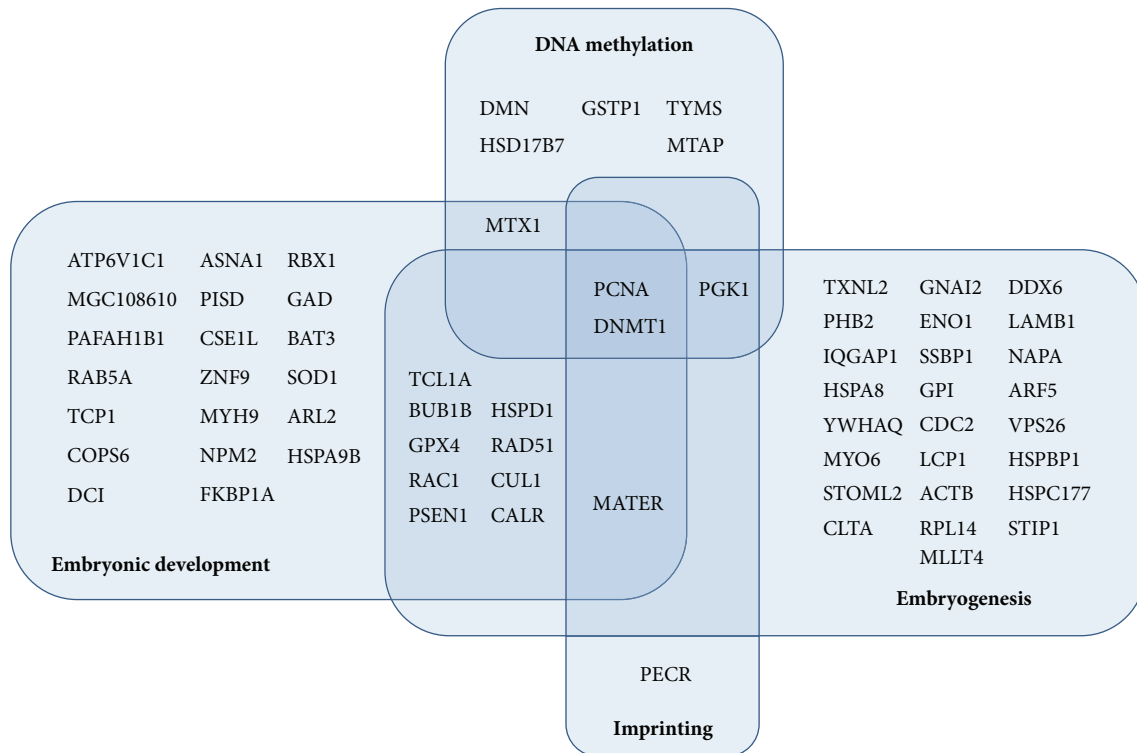 DNA methylation
DMN GSTP1 TYMS
HSD17B7 MTAP
MTX1
ATP6V1C1 ASNA1 RBX1
MGC108610 PISD GAD
PAFAH1B1 CSE1L BAT3
RAB5A ZNF9 SOD1
TCP1 MYH9 ARL2
COPS6 NPM2 HSPA9B
DCI FKBP1A
Embryonic development
PCNA PGK1
DNMT1
TCL1A
BUB1B HSPD1
GPX4 RAD51
RAC1 CUL1
PSEN1 CALR
MATER
TXNL2 GNAI2 DDX6
PHB2 ENO1 LAMB1
IQGAP1 SSBP1 NAPA
HSPA8 GPI ARF5
YWHAQ CDC2 VPS26
MYO6 LCP1 HSPBP1
STOML2 ACTB HSPC177
CLTA RPL14 STIP1
MLLT4
Embryogenesis
PECR
Imprinting